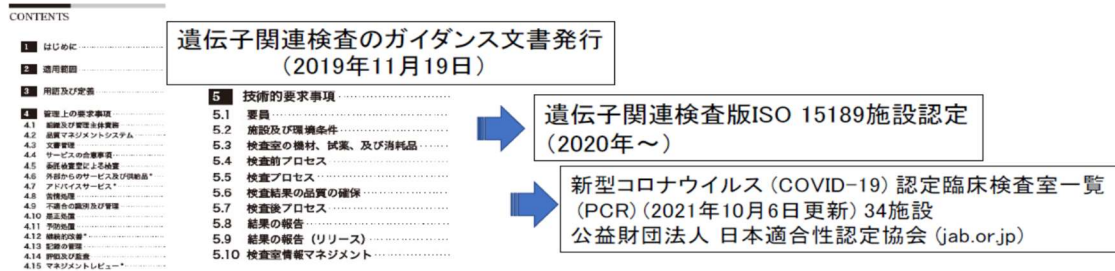 CONTENTS
1 はじめに
2 適用範囲
3 用語及び定義
4 管理上の要求事項
4.1 組織及び管理主体責務
4.2 品質マネジメントシステム
4.3 文書管理
4.4 サービスの合意事項
4.5 委託検査室による検査
4.6 外部からのサービス及び供給品*
4.7 アドバイスサービス*
4.8 苦情処理
4.9 不適合の識別及び管理
4.10 是正処置
4.11 予防処置
4.12 継続的改善*
4.13 記録の管理
4.14 評価及び監査
4.15 マネジメントレビュー*
遺伝子関連検査のガイダンス文書発行
(2019年11月19日)
5 技術的要求事項
5.1 要員
5.2 施設及び環境条件
5.3 検査室の機材、試薬、及び消耗品
5.4 検査前プロセス
5.5 検査プロセス
5.6 検査結果の品質の確保
5.7 検査後プロセス
5.8 結果の報告
5.9 結果の報告（リリース）
5.10 検査室情報マネジメント
遺伝子関連検査版ISO 15189施設認定
(2020年～)
新型コロナウイルス (COVID-19) 認定臨床検査室一覧
(PCR) (2021年10月6日更新) 34施設
公益財団法人 日本適合性認定協会 (jab.or.jp)